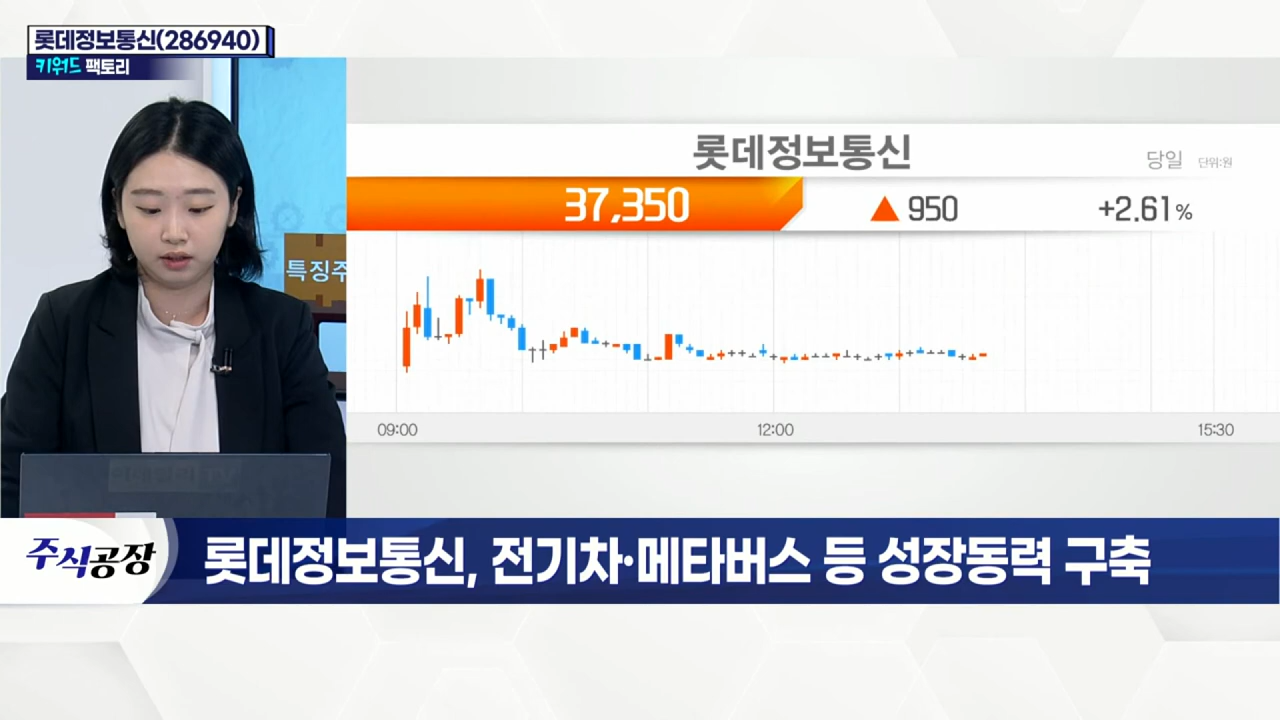 롯데정보통신(286940)
키워드 팩토리
롯데정보통신
당일 단위:원
37,350 ▲ 950 +2.61%
특징주
09:00 12:00 15:30
주식공장
롯데정보통신, 전기차·메타버스 등 성장동력 구축